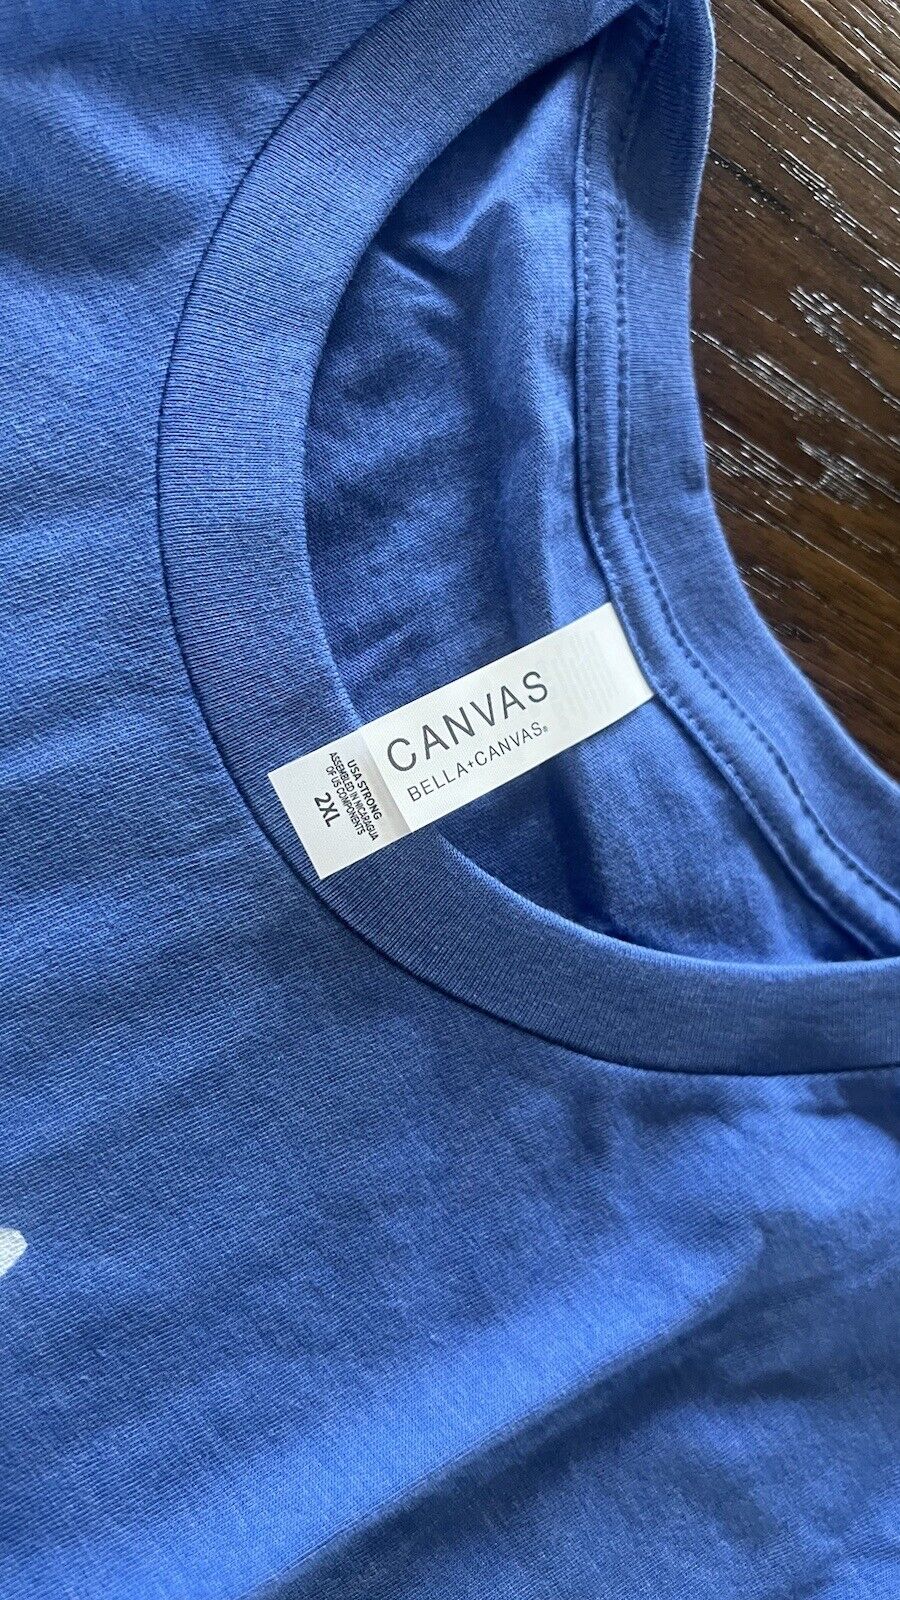 CANVAS
BELLA+CANVAS®
USA STRONG
ASSEMBLED IN NICARAGUA
OF US COMPONENTS
2XL